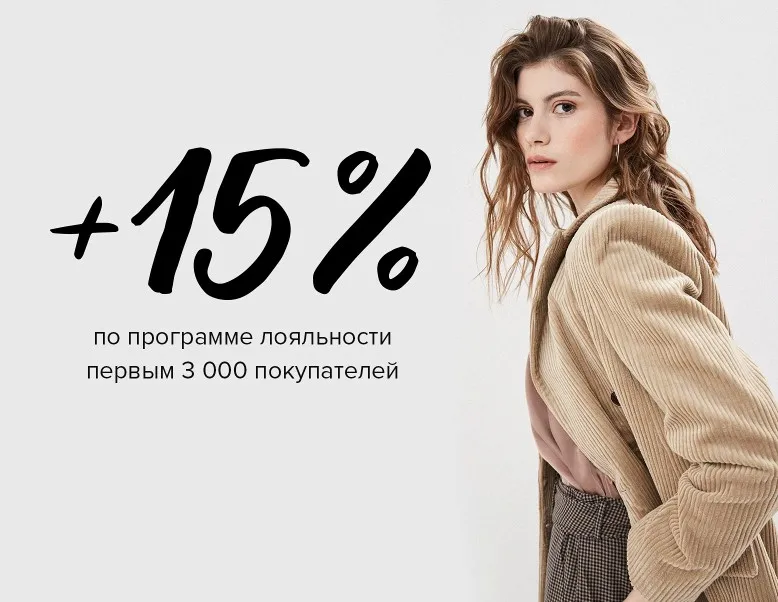 +15%
по программе лояльности
первым 3 000 покупателей